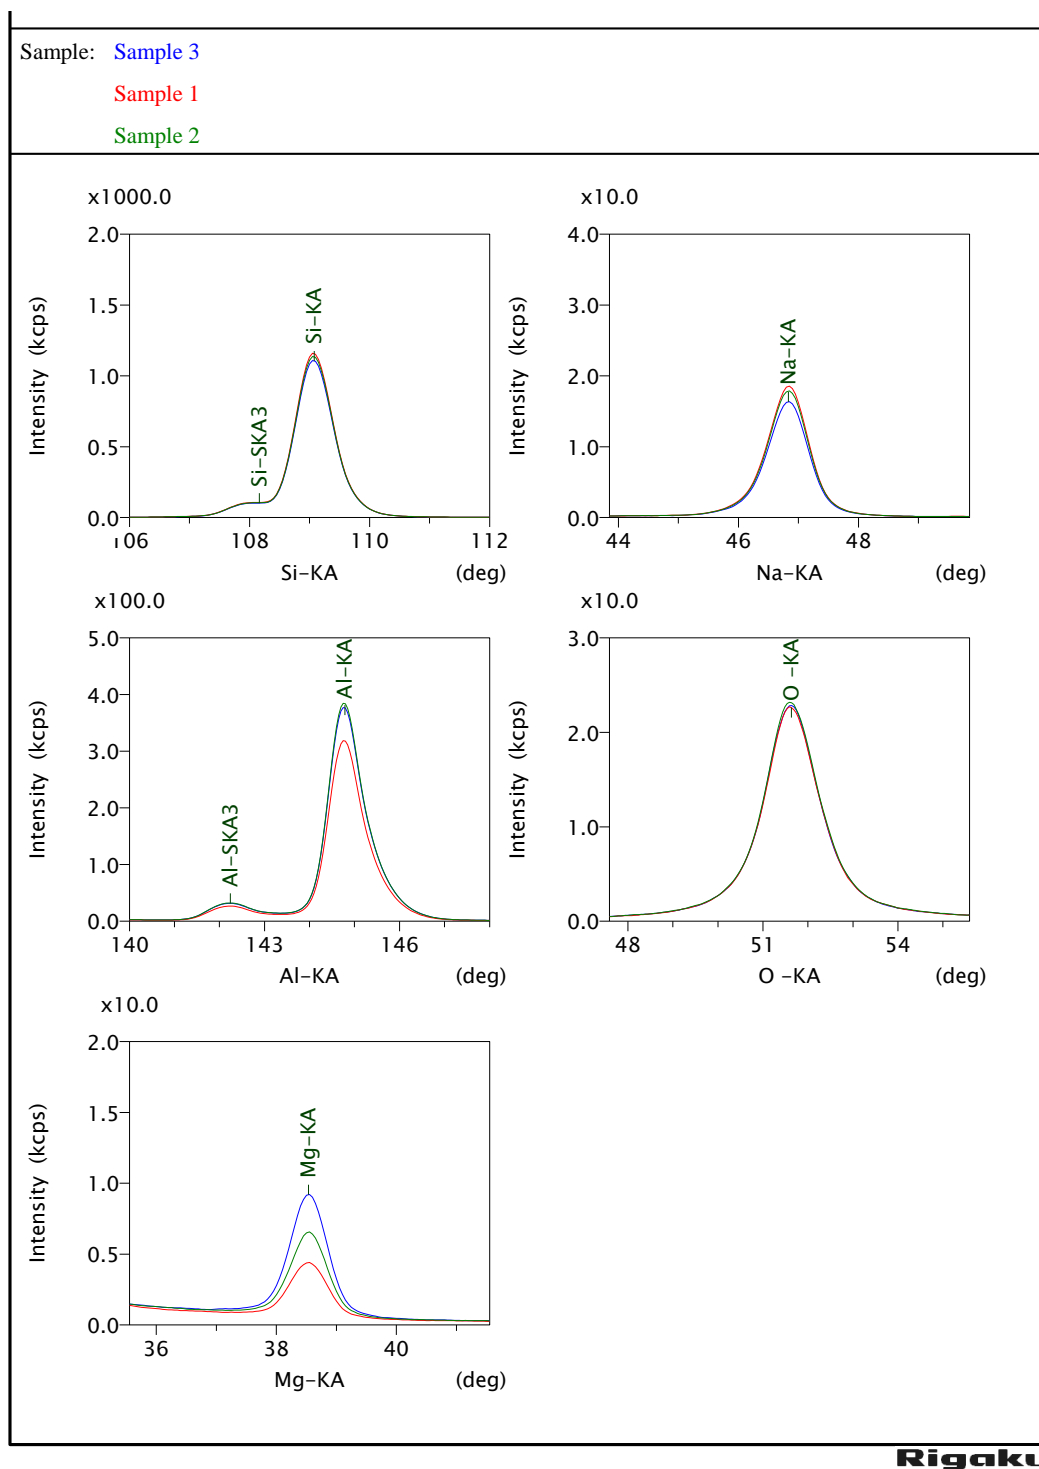 Sample: Sample 3
Sample 1
Sample 2
x1000.0
2.0
1.5
1.0
0.5
0.0
Intensity (kcps)
Si-SKA3
Si-KA
106 108 110 112
Si-KA (deg)
x10.0
4.0
3.0
2.0
1.0
0.0
Intensity (kcps)
Na-KA
44 46 48
Na-KA (deg)
x100.0
5.0
4.0
3.0
2.0
1.0
0.0
Intensity (kcps)
Al-SKA3
Al-KA
140 143 146
Al-KA (deg)
x10.0
3.0
2.0
1.0
0.0
Intensity (kcps)
O -KA
48 51 54
O -KA (deg)
x10.0
2.0
1.5
1.0
0.5
0.0
Intensity (kcps)
Mg-KA
36 38 40
Mg-KA (deg)
Rigaku